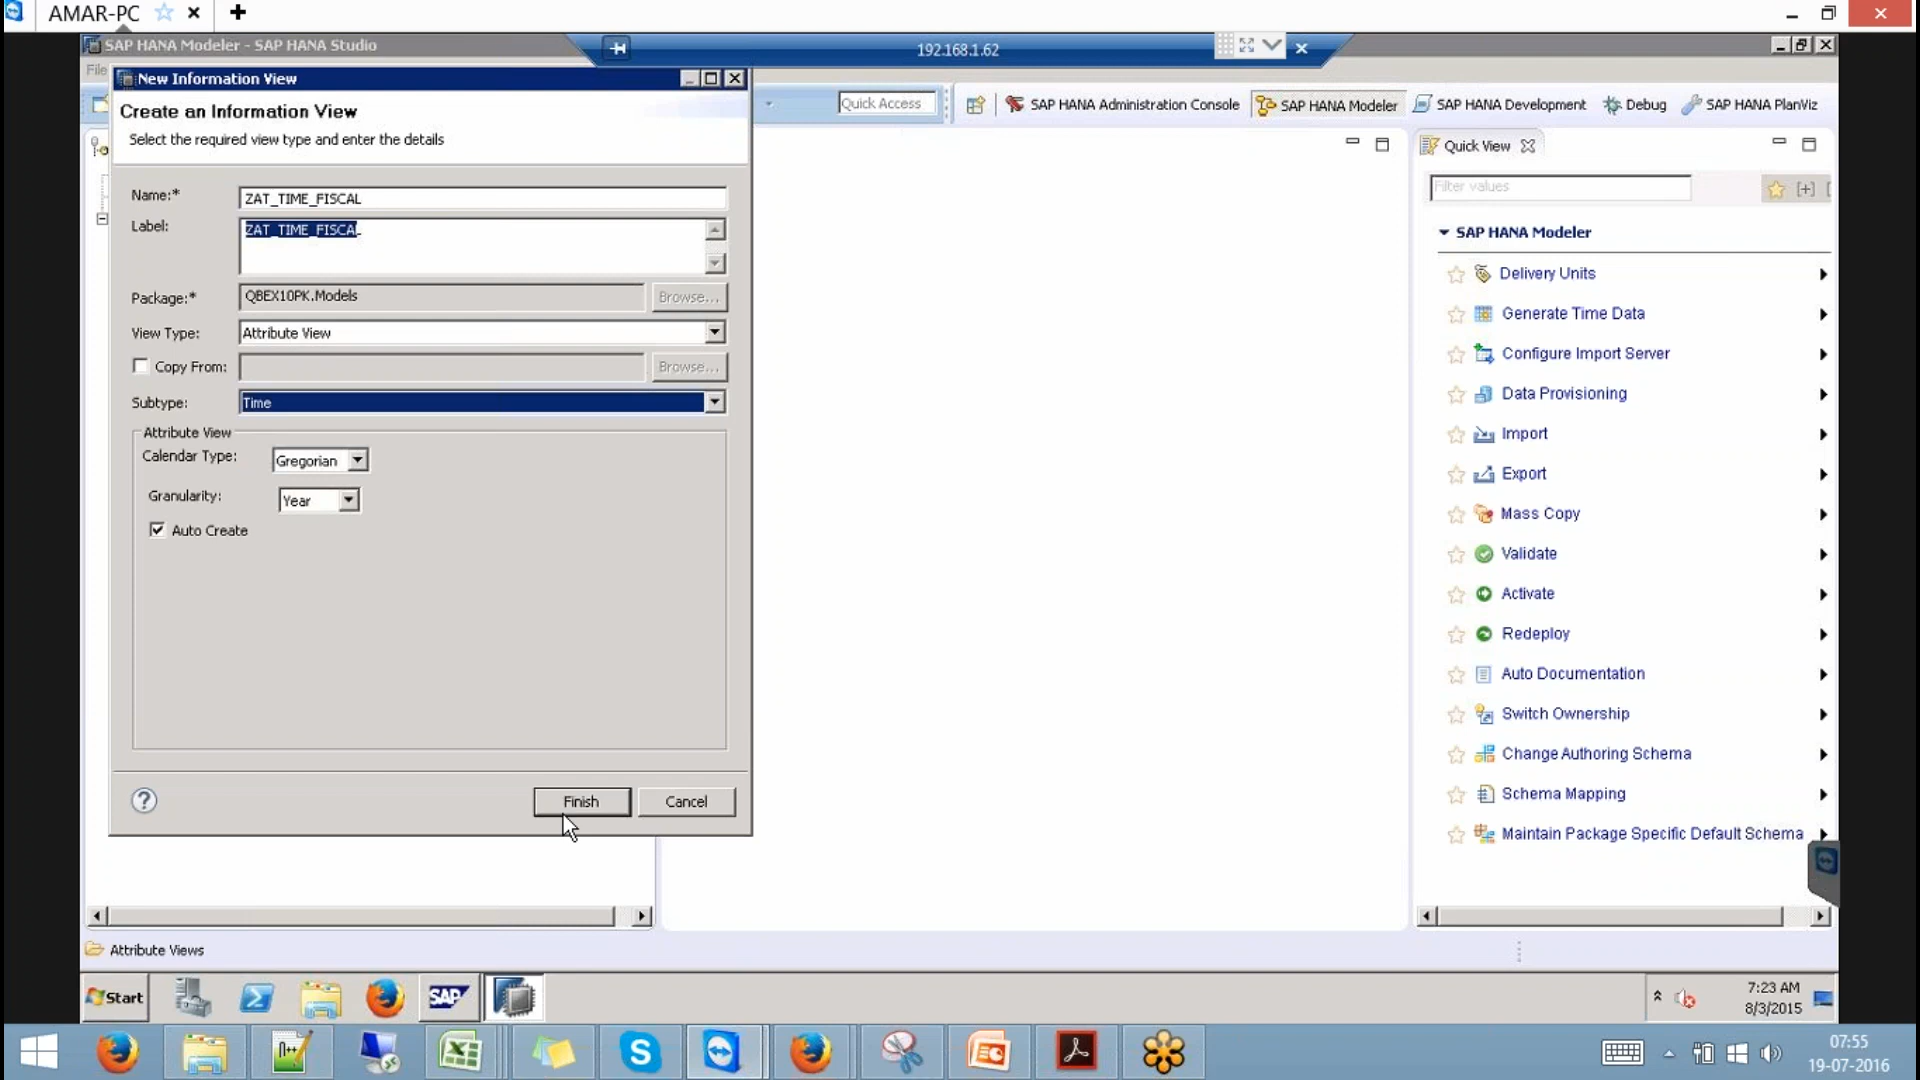 AMAR-PC
SAP HANA Modeler - SAP HANA Studio
192.168.1.62
File
New Information View
Create an Information View
Select the required view type and enter the details
Quick Access
SAP HANA Administration Console
SAP HANA Modeler
SAP HANA Development
Debug
SAP HANA PlanViz
Name:*
ZAT_TIME_FISCAL
Label:
ZAT_TIME_FISCAL
Package:*
QBEX10PK.Models
Browse...
View Type:
Attribute View
Copy From:
Browse...
Subtype:
Time
Attribute View
Calendar Type:
Gregorian
Granularity:
Year
Auto Create
Finish
Cancel
Quick View
Filter values
SAP HANA Modeler
Delivery Units
Generate Time Data
Configure Import Server
Data Provisioning
Import
Export
Mass Copy
Validate
Activate
Redeploy
Auto Documentation
Switch Ownership
Change Authoring Schema
Schema Mapping
Maintain Package Specific Default Schema
Attribute Views
Start
SAP
7:23 AM
8/3/2015
07:55
19-07-2016